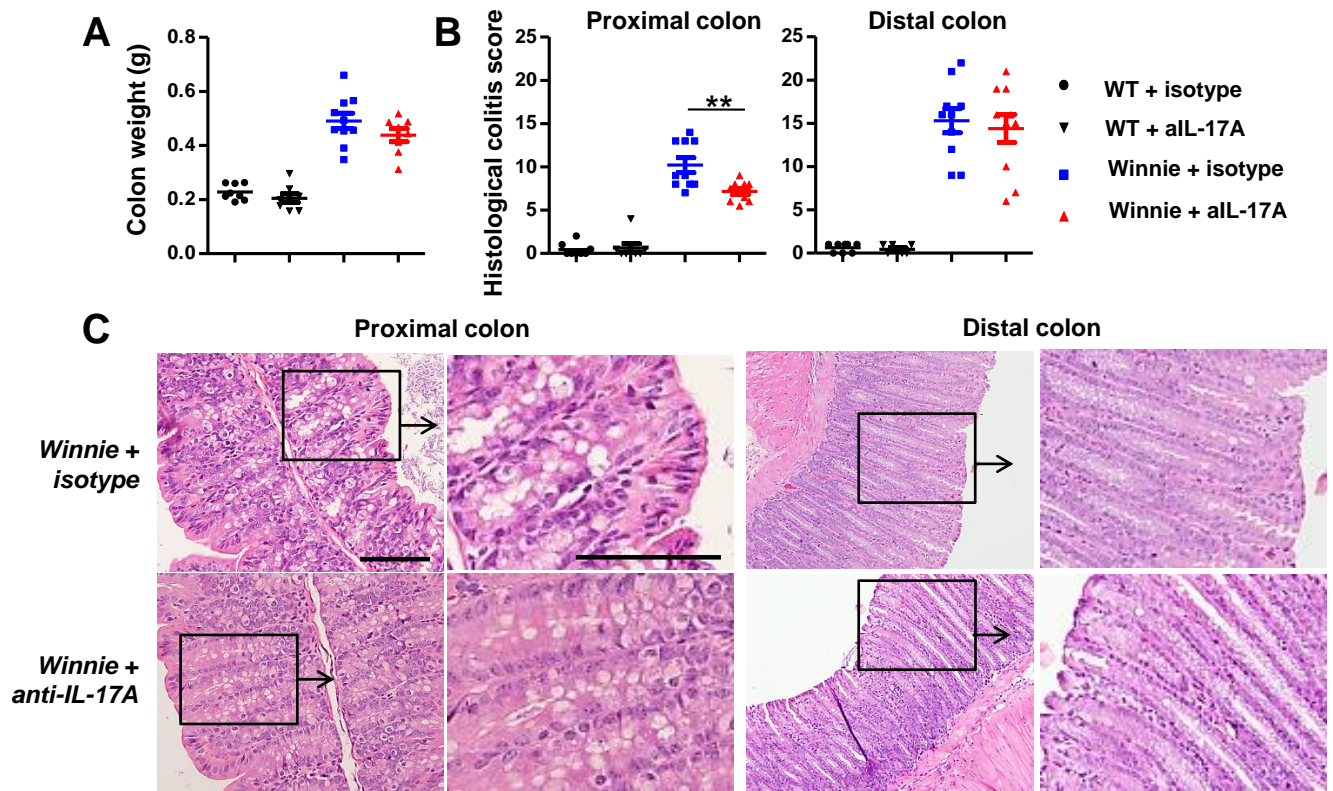 A
Colon weight (g)
0.8
0.6
0.4
0.2
0.0
B
Histological colitis score
Proximal colon
25
20
15
10
5
0
**
Distal colon
25
20
15
10
5
0
WT + isotype
WT + aIL-17A
Winnie + isotype
Winnie + aIL-17A
C
Proximal colon
Distal colon
Winnie +
isotype
Winnie +
anti-IL-17A